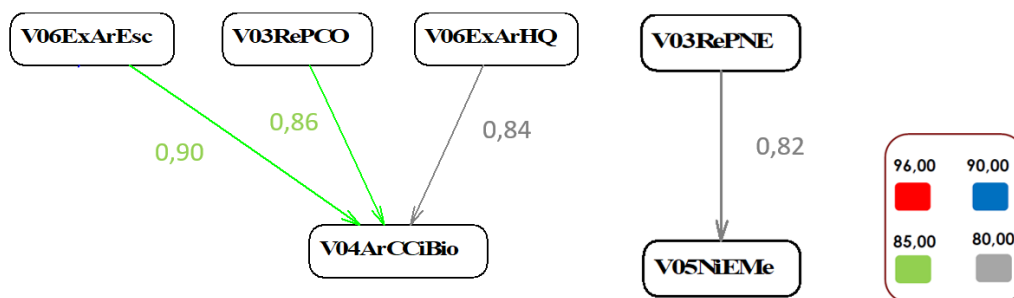 V06ExArEsc
V03RePCO
V06ExArHQ
V03RePNE
0,90
0,86
0,84
0,82
V04ArCCiBio
V05NiEMe
96,00 90,00
85,00 80,00